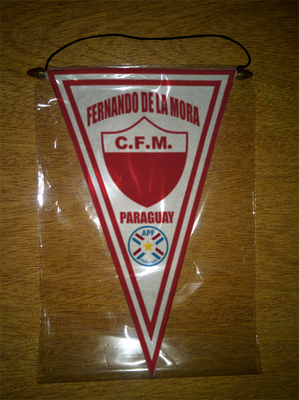 FERNANDO DE LA MORA
C.F.M.
PARAGUAY
APF